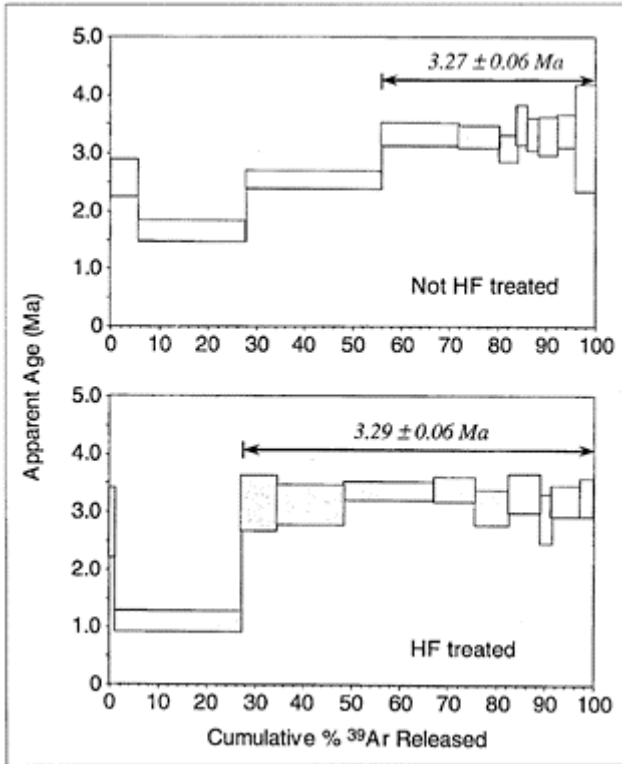 Apparent Age (Ma)
5.0
4.0
3.0
2.0
1.0
0
3.27 ± 0.06 Ma
Not HF treated
0 10 20 30 40 50 60 70 80 90 100
5.0
4.0
3.0
2.0
1.0
0
3.29 ± 0.06 Ma
HF treated
0 10 20 30 40 50 60 70 80 90 100
Cumulative % ³⁹Ar Released